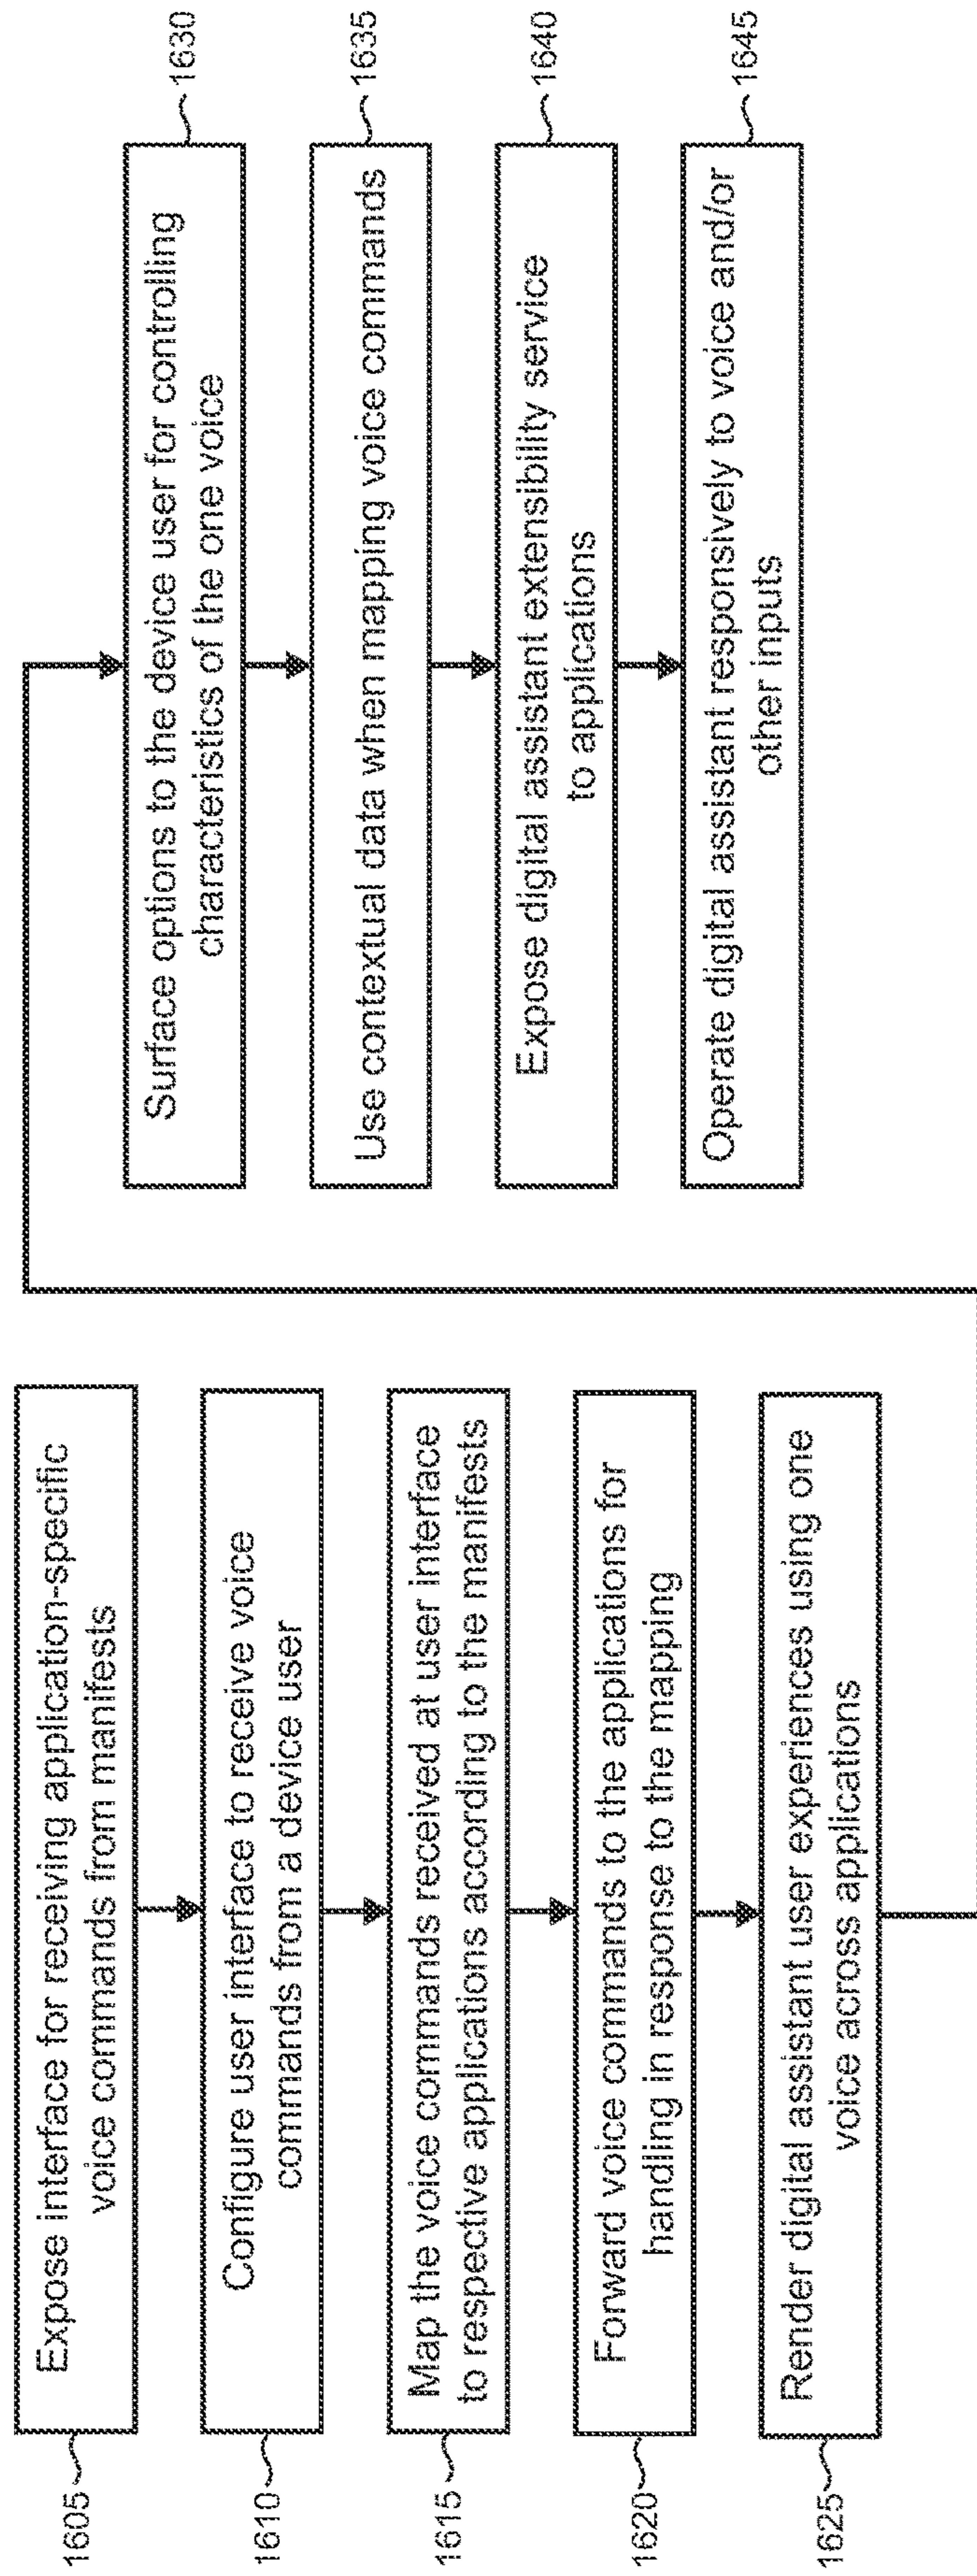 1605
Expose interface for receiving application-specific
voice commands from manifests
1610
Configure user interface to receive voice
commands from a device user
1615
Map the voice commands received at user interface
to respective applications according to the manifests
1620
Forward voice commands to the applications for
handling in response to the mapping
1625
Render digital assistant user experiences using one
voice across applications
1630
Surface options to the device user for controlling
characteristics of the one voice
1635
Use contextual data when mapping voice commands
1640
Expose digital assistant extensibility service
to applications
1645
Operate digital assistant responsively to voice and/or
other inputs